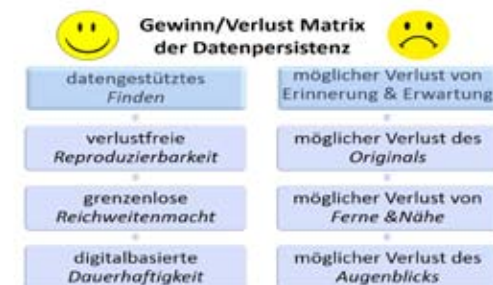 Gewinn/Verlust Matrix
der Datenpersistenz
datengestütztes
Finden
möglicher Verlust von
Erinnerung & Erwartung
verlustfreie
Reproduzierbarkeit
möglicher Verlust des
Originals
grenzenlose
Reichweitenmacht
möglicher Verlust von
Ferne &Nähe
digitalbasierte
Dauerhaftigkeit
möglicher Verlust des
Augenblicks